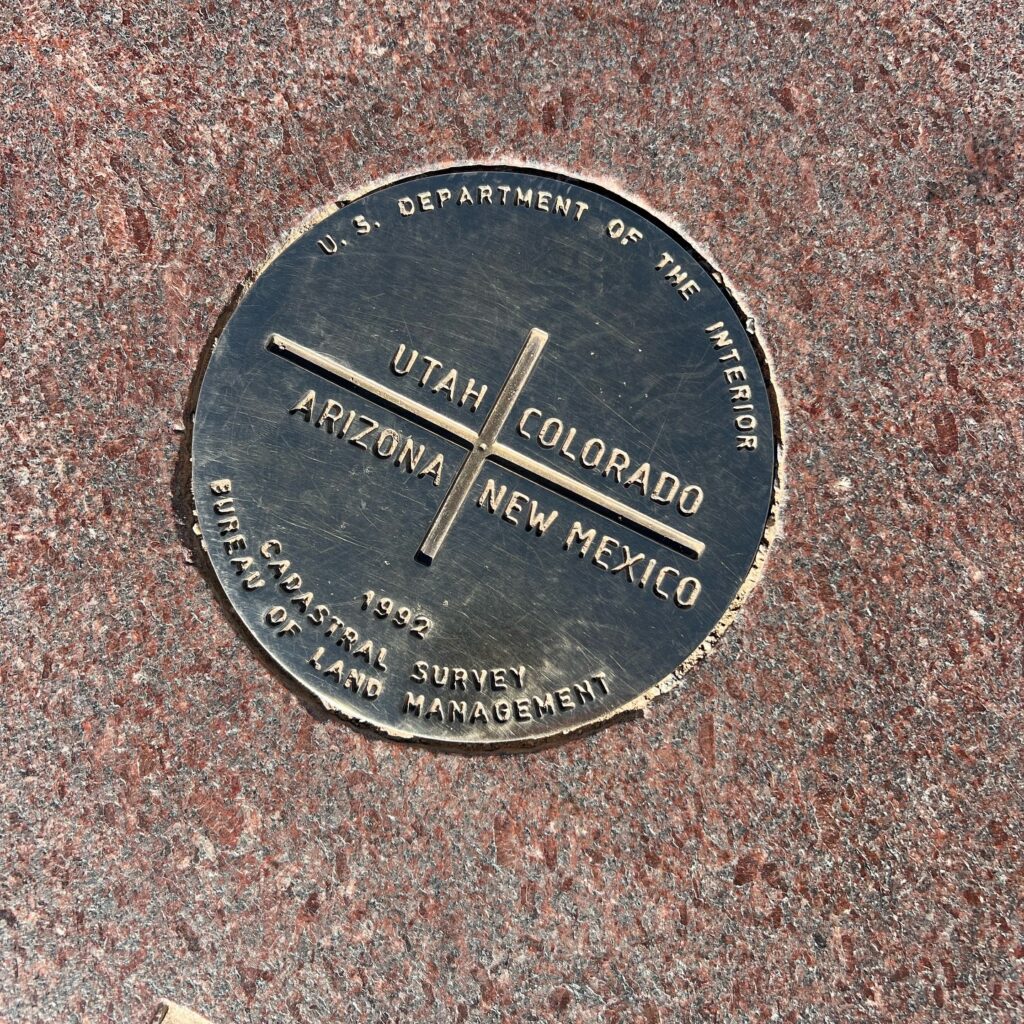 U. S. DEPARTMENT OF THE INTERIOR
UTAH
COLORADO
ARIZONA
NEW MEXICO
1992
CADASTRAL SURVEY
BUREAU OF LAND MANAGEMENT